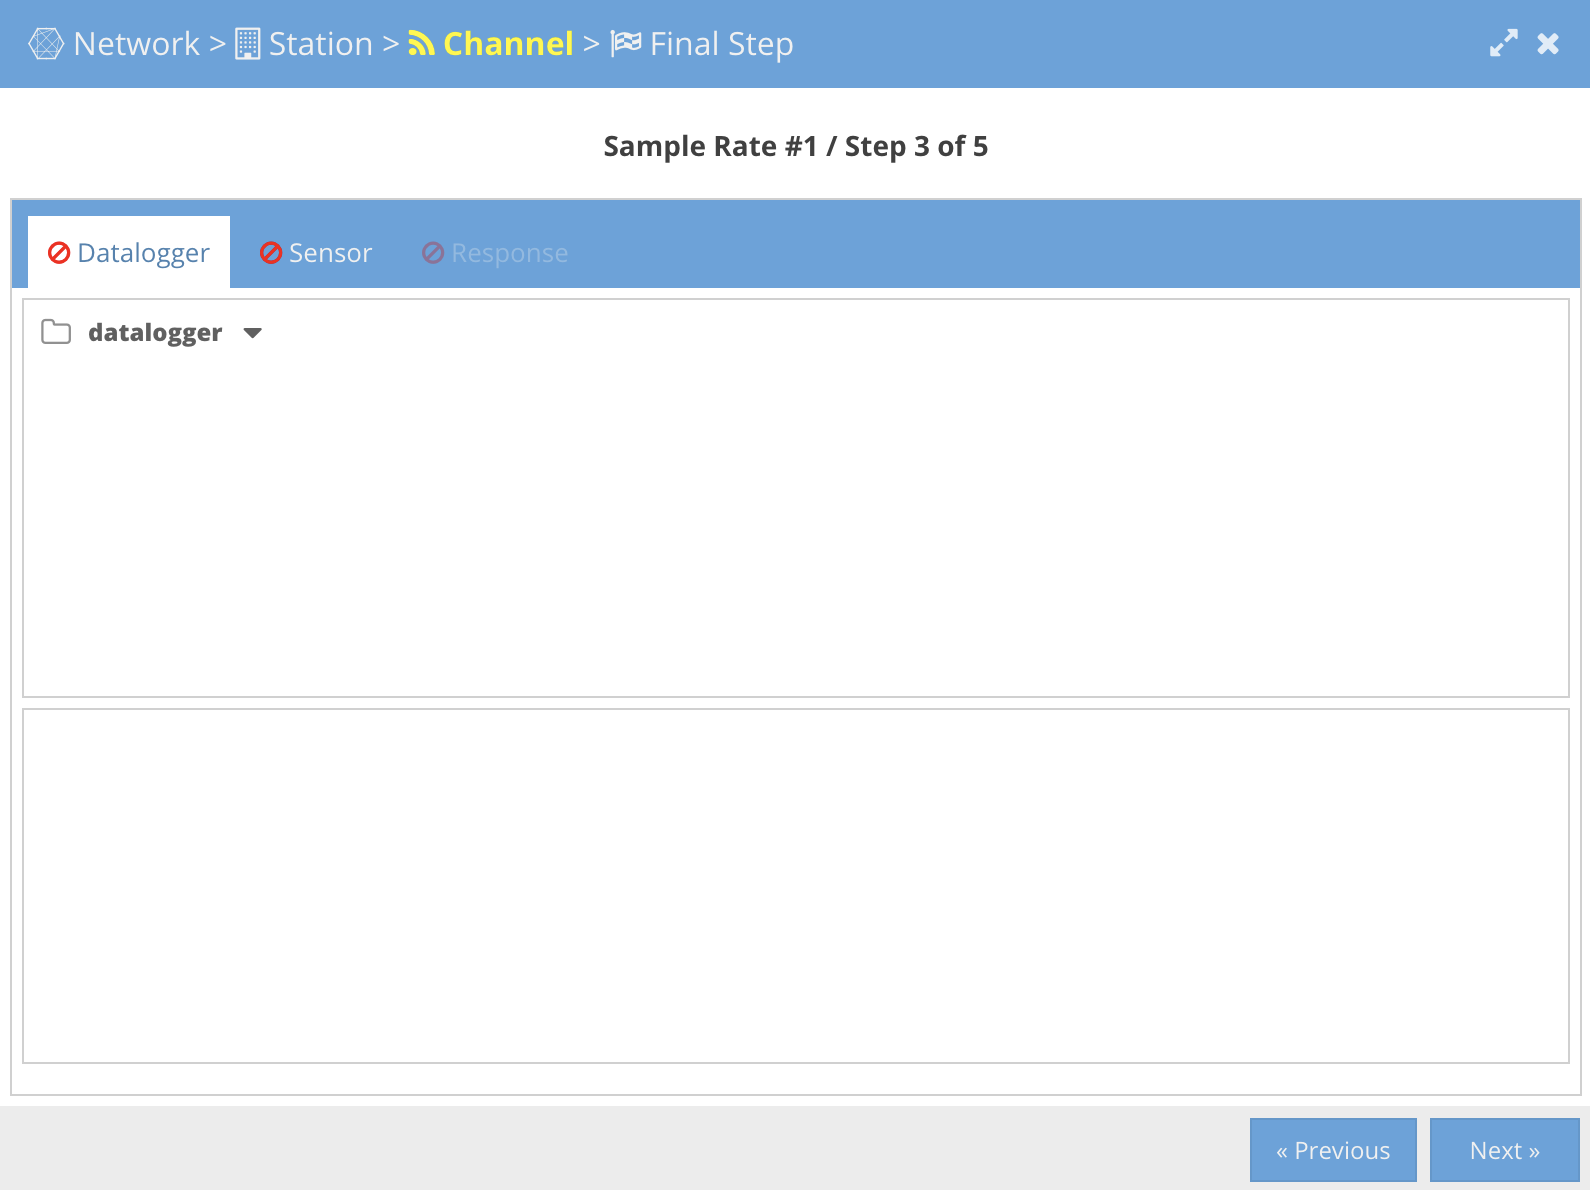 Network > Station > Channel > Final Step
Sample Rate #1 / Step 3 of 5
Datalogger Sensor Response
datalogger
« Previous Next »